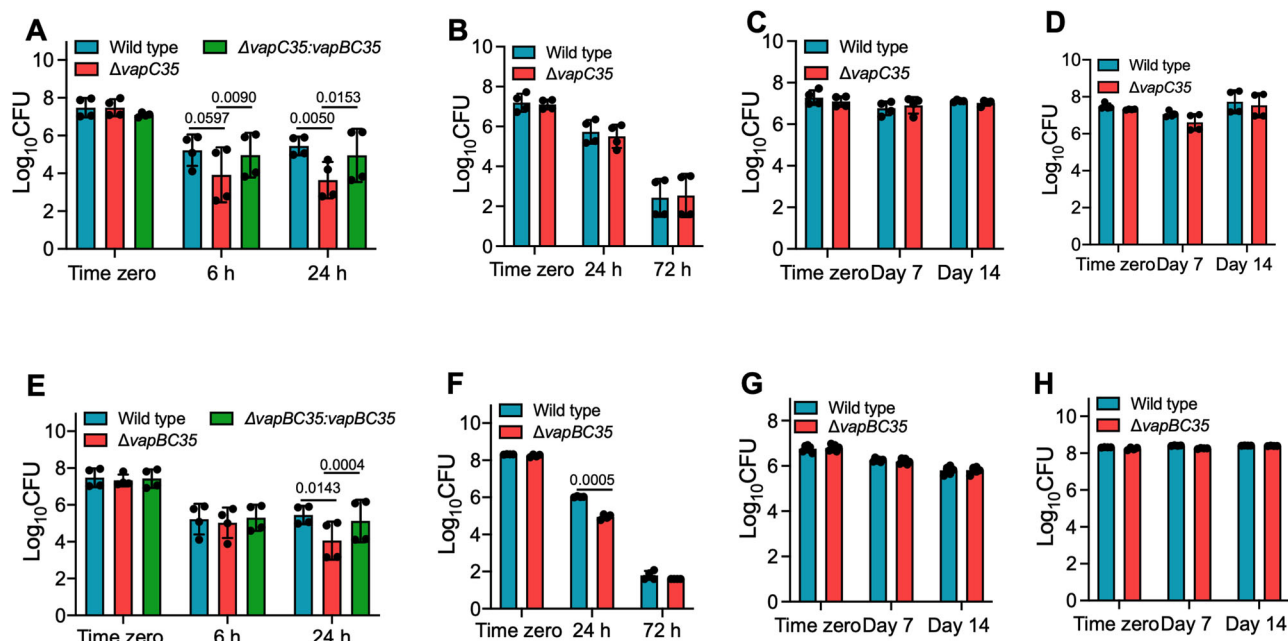 A
Wild type
ΔvapC35:vapBC35
ΔvapC35
Log10CFU
10
8
6
4
2
0
0.0090
0.0597
0.0153
0.0050
Time zero
6 h
24 h
B
Wild type
ΔvapC35
Log10CFU
10
8
6
4
2
0
Time zero
24 h
72 h
C
Wild type
ΔvapC35
Log10CFU
10
8
6
4
2
0
Time zero
Day 7
Day 14
D
Wild type
ΔvapC35
Log10CFU
10
8
6
4
2
0
Time zero
Day 7
Day 14
E
Wild type
ΔvapBC35:vapBC35
ΔvapBC35
Log10CFU
10
8
6
4
2
0
0.0004
0.0143
Time zero
6 h
24 h
F
Wild type
ΔvapBC35
Log10CFU
10
8
6
4
2
0
0.0005
Time zero
24 h
72 h
G
Wild type
ΔvapBC35
Log10CFU
8
6
4
2
0
Time zero
Day 7
Day 14
H
Wild type
ΔvapBC35
Log10CFU
10
8
6
4
2
0
Time zero
Day 7
Day 14